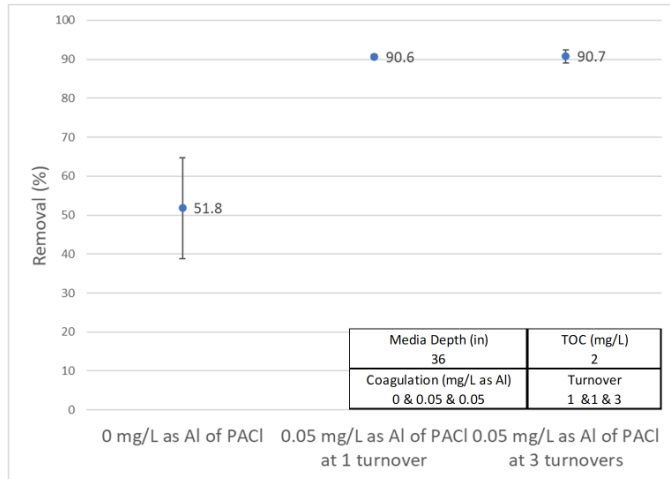 100
90
80
70
60
50
40
30
20
10
0
Removal (%)
51.8
90.6
90.7
Media Depth (in)
36
TOC (mg/L)
2
Coagulation (mg/L as Al)
0 & 0.05 & 0.05
Turnover
1 &1 & 3
0 mg/L as Al of PACl
0.05 mg/L as Al of PACl
at 1 turnover
0.05 mg/L as Al of PACl
at 3 turnovers